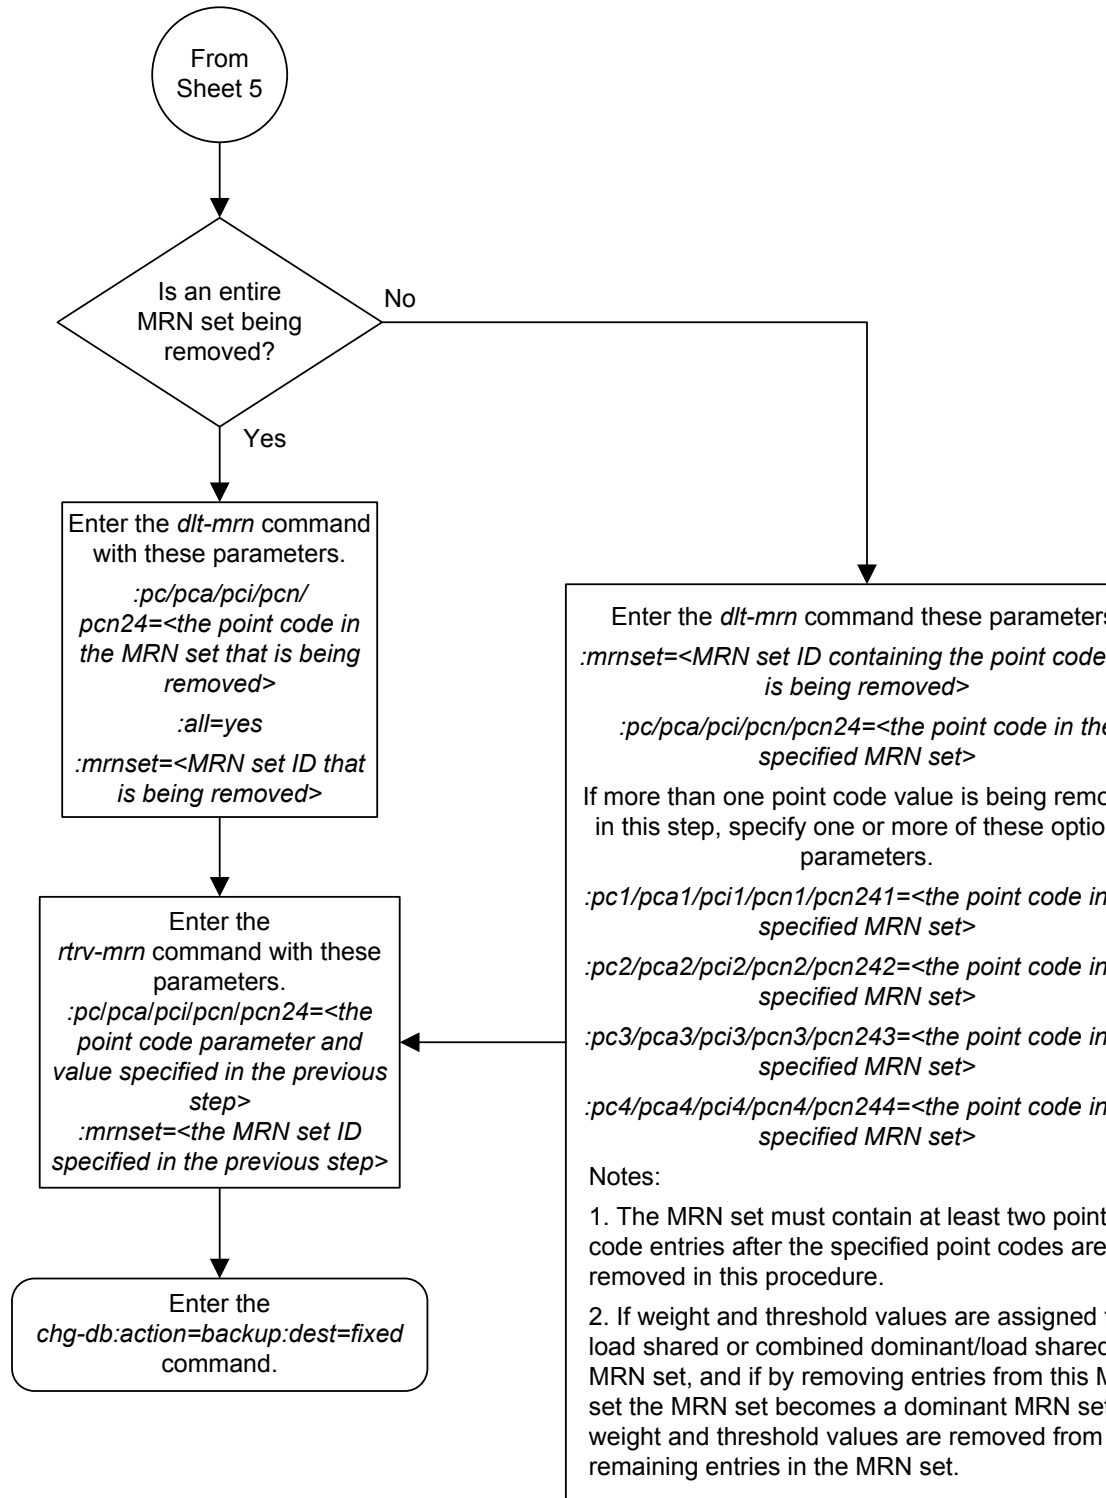 From
Sheet 5
Is an entire
MRN set being
removed?
No
Yes
Enter the dlt-mrn command
with these parameters.
:pc/pca/pci/pcn/
pcn24=<the point code in
the MRN set that is being
removed>
:all=yes
:mrnset=<MRN set ID that
is being removed>
Enter the
rtrv-mrn command with these
parameters.
:pc/pca/pci/pcn/pcn24=<the
point code parameter and
value specified in the previous
step>
:mrnset=<the MRN set ID
specified in the previous step>
Enter the
chg-db:action=backup:dest=fixed
command.
Enter the dlt-mrn command these parameters
:mrnset=<MRN set ID containing the point code
is being removed>
:pc/pca/pci/pcn/pcn24=<the point code in the
specified MRN set>
If more than one point code value is being
in this step, specify one or more of these
parameters.
:pc1/pca1/pci1/pcn1/pcn241=<the point code in
specified MRN set>
:pc2/pca2/pci2/pcn2/pcn242=<the point code in
specified MRN set>
:pc3/pca3/pci3/pcn3/pcn243=<the point code in
specified MRN set>
:pc4/pca4/pci4/pcn4/pcn244=<the point code in
specified MRN set>
Notes:
1. The MRN set must contain at least two point
code entries after the specified point codes are
removed in this procedure.
2. If weight and threshold values are assigned
load shared or combined dominant/load shared
MRN set, and if by removing entries from this
set the MRN set becomes a dominant MRN set
weight and threshold values are removed from
remaining entries in the MRN set.